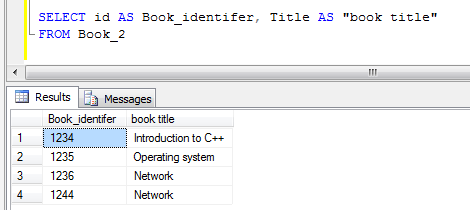 SELECT id AS Book_identifer, Title AS "book title"
FROM Book_2
Results Messages
Book_identifer book title
1 1234 Introduction to C++
2 1235 Operating system
3 1236 Network
4 1244 Network